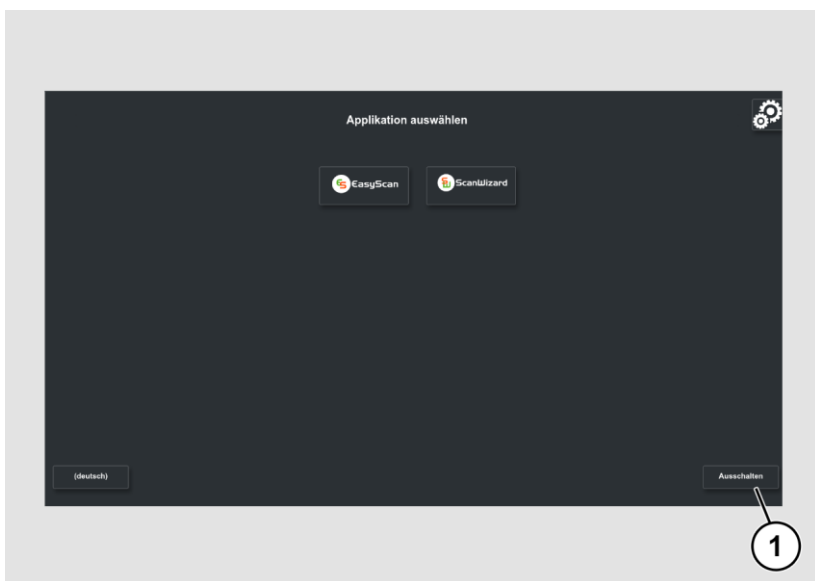 Applikation auswählen
EasyScan
ScanWizard
(deutsch)
Ausschalten
1